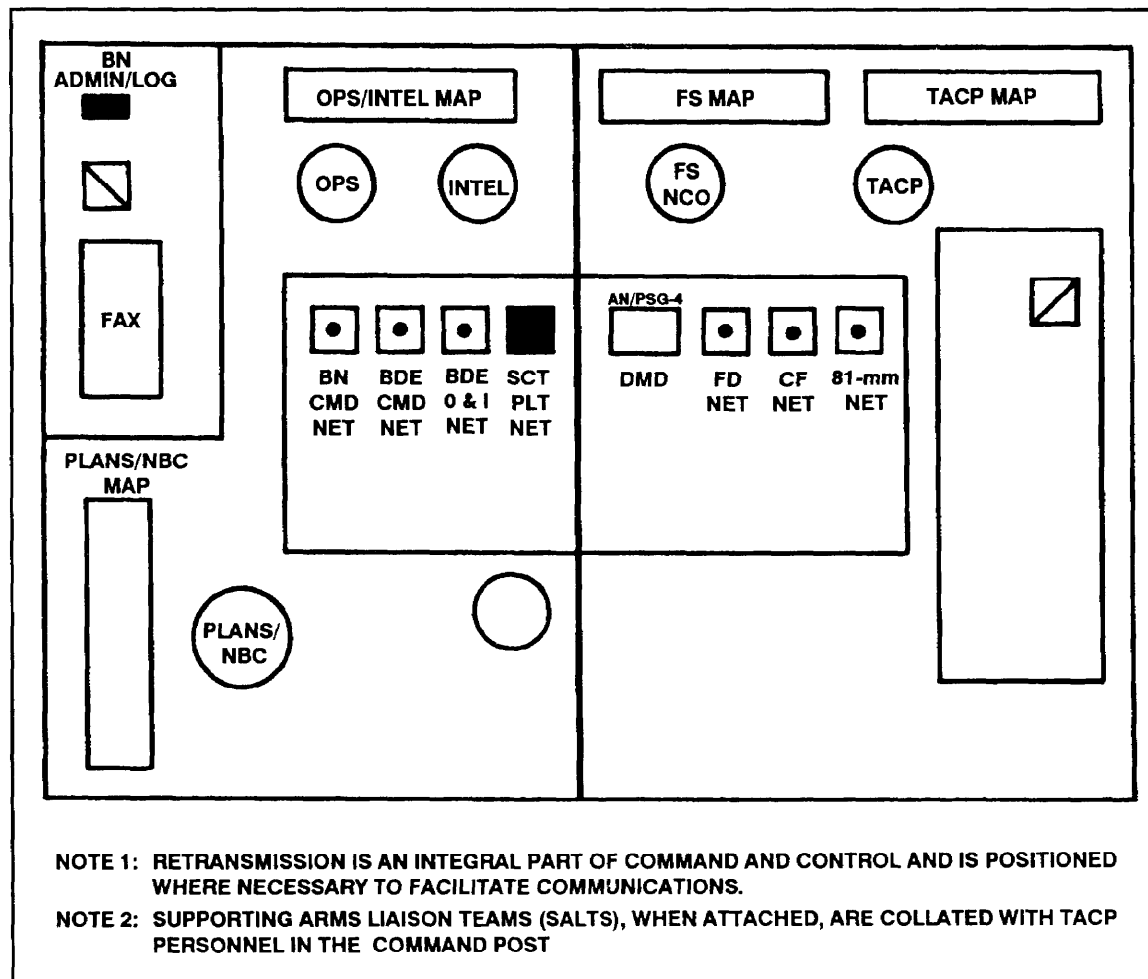 BN
ADMIN/LOG
OPS/INTEL MAP
FS MAP
TACP MAP
OPS
INTEL
FS
NCO
TACP
FAX
AN/PSG-4
BN
CMD
NET
BDE
CMD
NET
BDE
0 & I
NET
SCT
PLT
NET
DMD
FD
NET
CF
NET
81-mm
NET
PLANS/NBC
MAP
PLANS/
NBC
NOTE 1: RETRANSMISSION IS AN INTEGRAL PART OF COMMAND AND CONTROL AND IS POSITIONED
WHERE NECESSARY TO FACILITATE COMMUNICATIONS.
NOTE 2: SUPPORTING ARMS LIAISON TEAMS (SALTS), WHEN ATTACHED, ARE COLLATED WITH TACP
PERSONNEL IN THE COMMAND POST